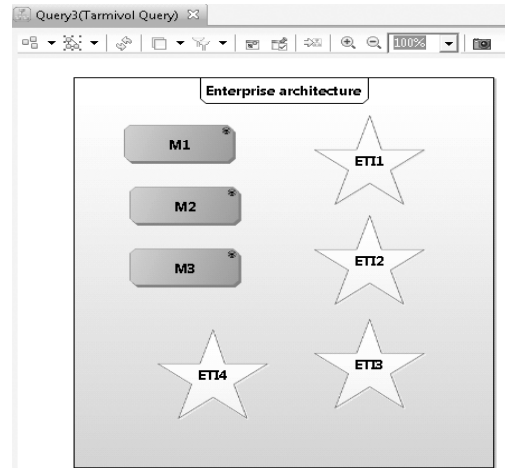 Query3(Tarmivol Query)
100%
Enterprise architecture
M1
ETI1
M2
ETI2
M3
ETI3
ETI4